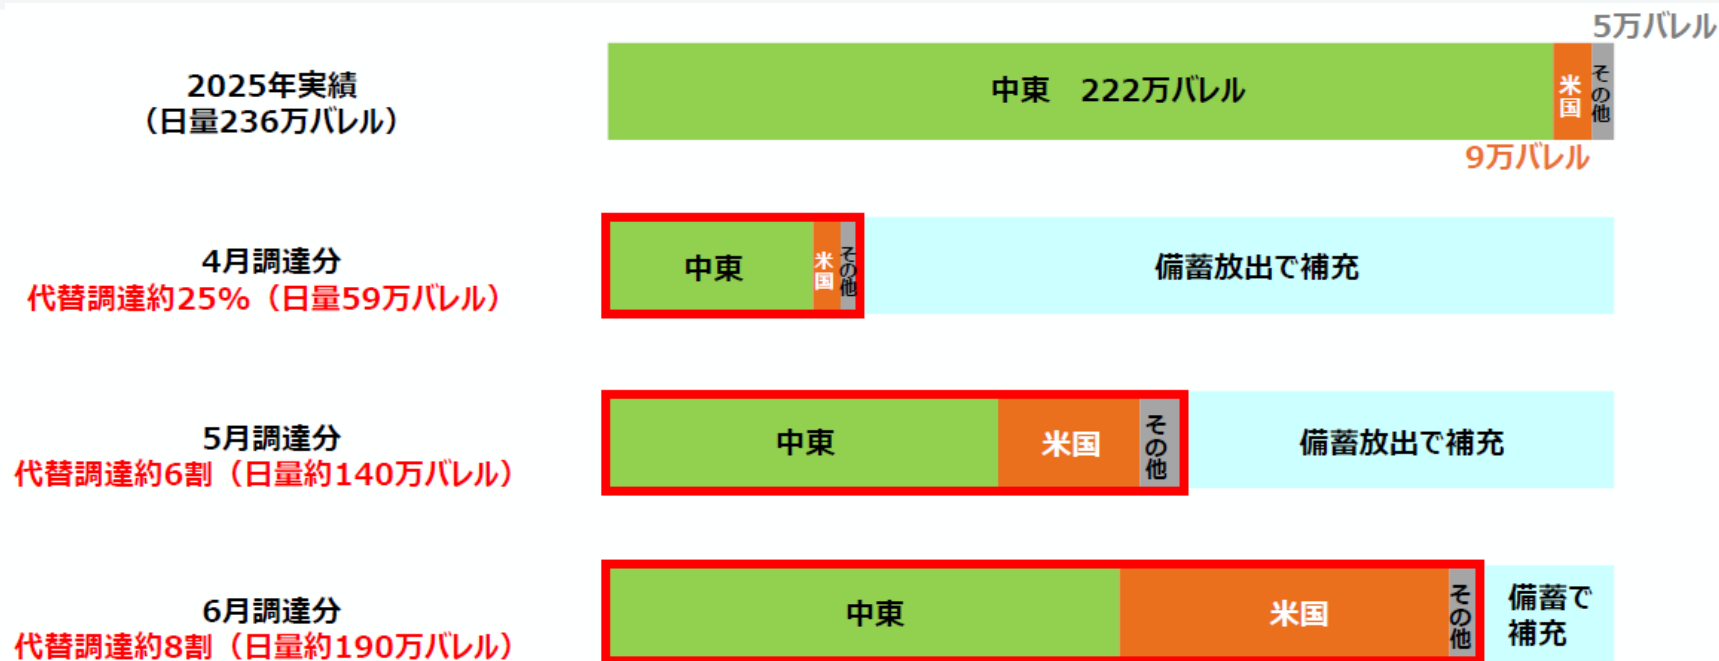 5万バレル
2025年実績
（日量236万バレル）
中東　222万バレル
米国
その他
9万バレル
4月調達分
代替調達約25%（日量59万バレル）
中東
米国
その他
備蓄放出で補充
5月調達分
代替調達約6割（日量約140万バレル）
中東
米国
その他
備蓄放出で補充
6月調達分
代替調達約8割（日量約190万バレル）
中東
米国
その他
備蓄で
補充